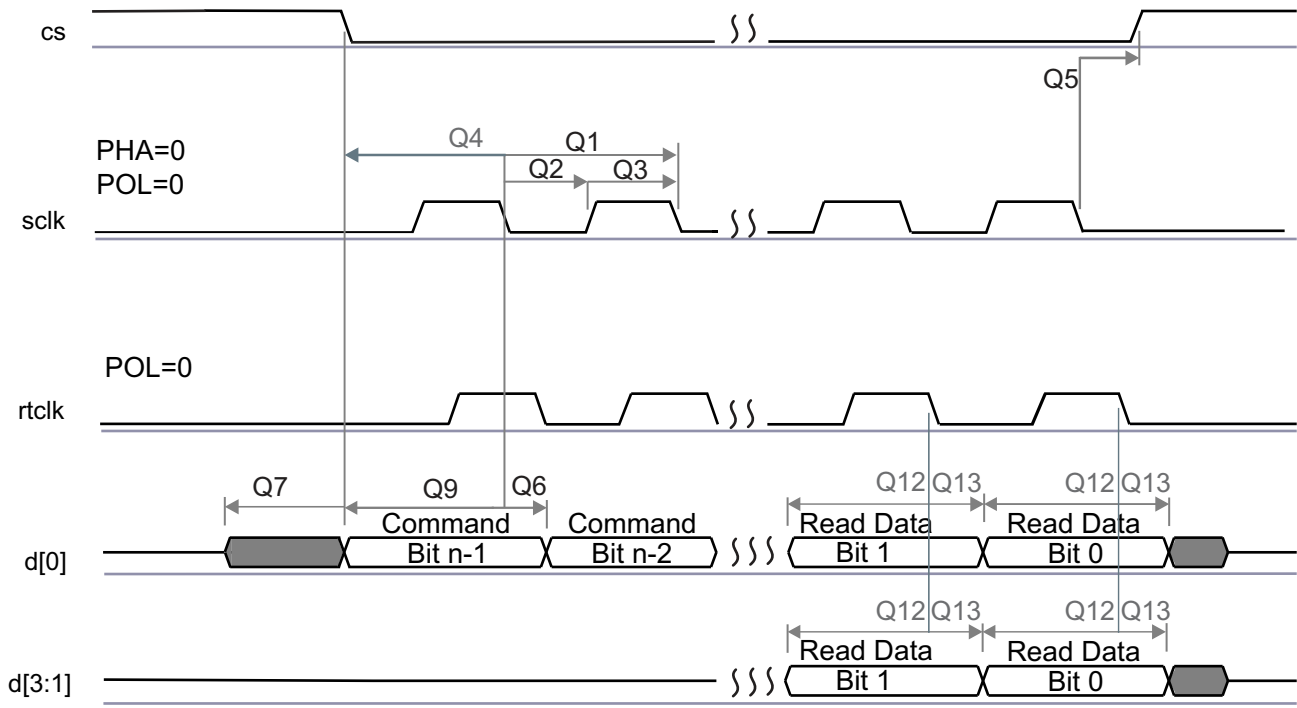 cs
Q5
PHA=0
POL=0
Q4
Q1
Q2
Q3
sclk
POL=0
rtclk
Q7
Q9
Q6
Q12
Q13
Q12
Q13
Command
Command
Read Data
Read Data
d[0]
Bit n-1
Bit n-2
Bit 1
Bit 0
Q12
Q13
Q12
Q13
Read Data
Read Data
d[3:1]
Bit 1
Bit 0